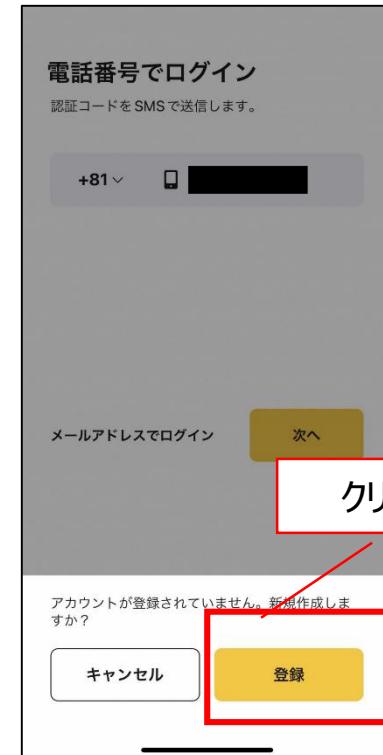 電話番号でログイン
認証コードをSMSで送信します。
+81
メールアドレスでログイン
次へ
クリ
アカウントが登録されていません。新規作成しま
すか？
キャンセル
登録